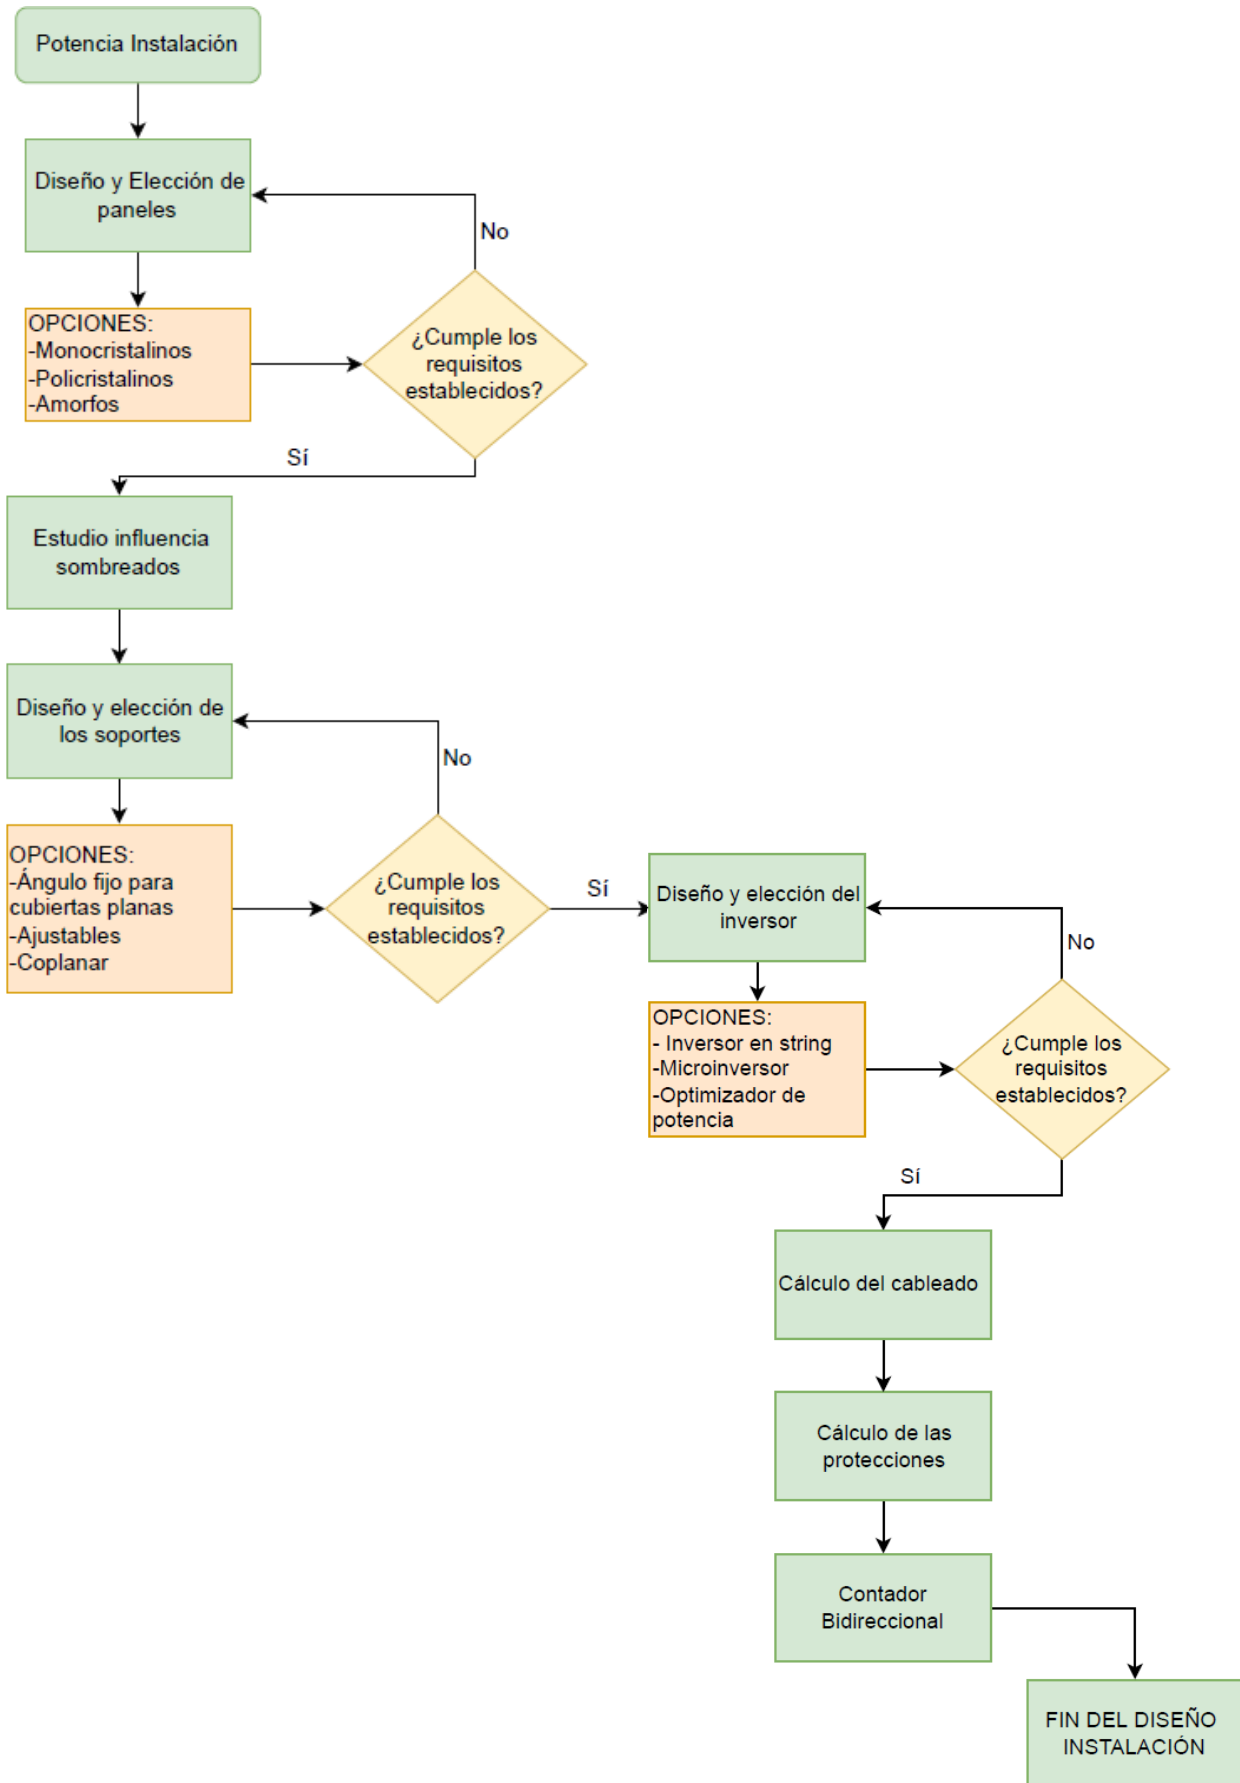 Potencia Instalación
Diseño y Elección de
paneles
No
OPCIONES:
-Monocristalinos
-Policristalinos
-Amorfos
¿Cumple los
requisitos
establecidos?
Sí
Estudio influencia
sombreados
Diseño y elección de
los soportes
No
OPCIONES:
-Ángulo fijo para
cubiertas planas
-Ajustables
-Coplanar
¿Cumple los
requisitos
establecidos?
Sí
Diseño y elección del
inversor
No
OPCIONES:
- Inversor en string
-Microinversor
-Optimizador de
potencia
¿Cumple los
requisitos
establecidos?
Sí
Cálculo del cableado
Cálculo de las
protecciones
Contador
Bidireccional
FIN DEL DISEÑO
INSTALACIÓN